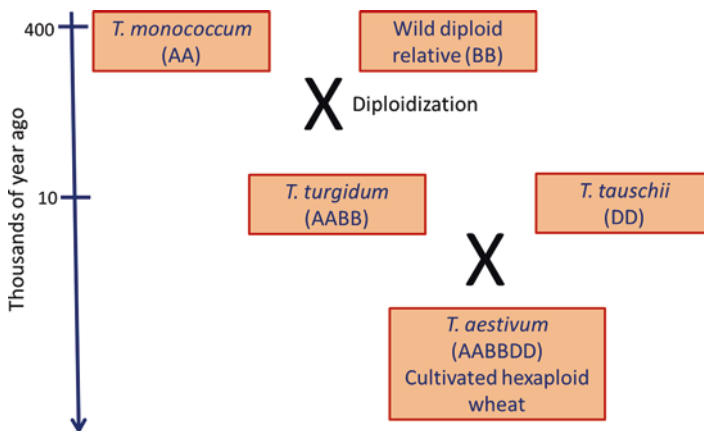 400
T. monococcum
(AA)
Wild diploid
relative (BB)
Diploidization
Thousands of year ago
10
T. turgidum
(AABB)
T. tauschii
(DD)
T. aestivum
(AABBDD)
Cultivated hexaploid
wheat